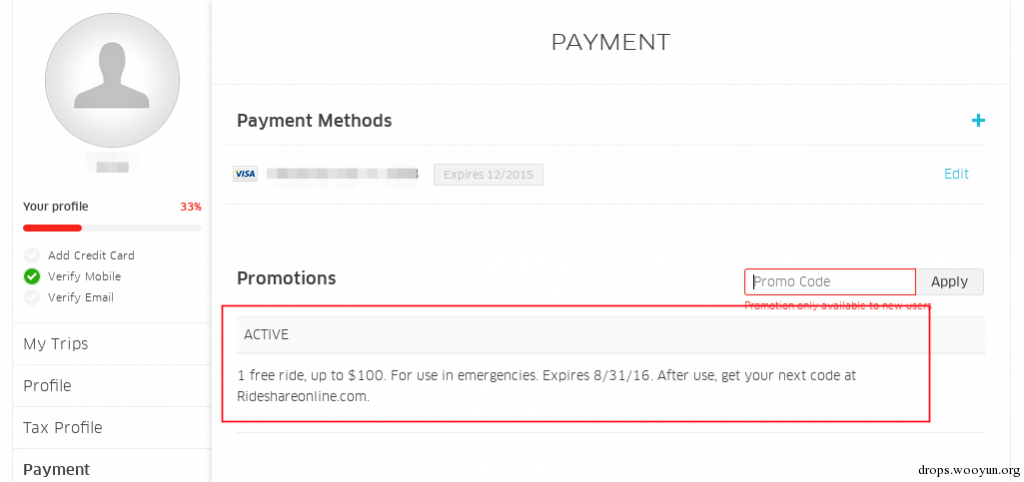 PAYMENT
Payment Methods
VISA
Expires 12/2015
Edit
Your profile 33%
Add Credit Card
Verify Mobile
Verify Email
Promotions
Promo Code Apply
Promotion only available to new users
ACTIVE
1 free ride, up to $100. For use in emergencies. Expires 8/31/16. After use, get your next code at
Rideshareonline.com.
My Trips
Profile
Tax Profile
Payment
drops.wooyun.org